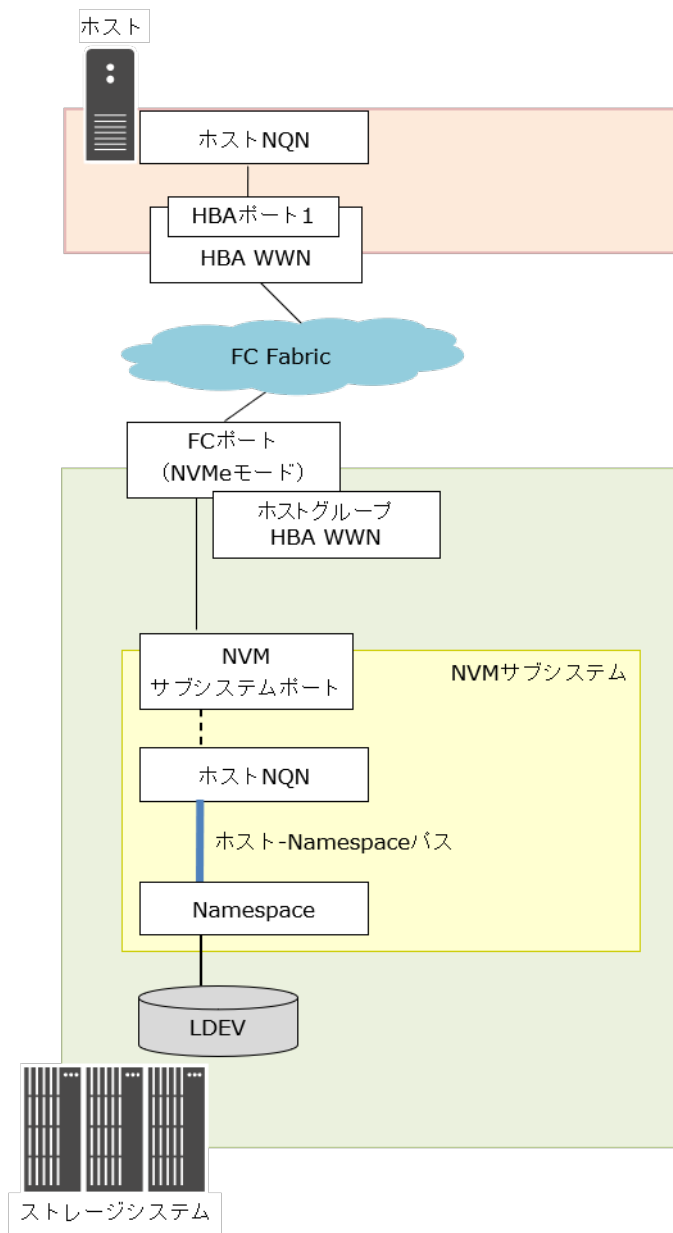 ホスト
ホストNQN
HBAポート1
HBA WWN
FC Fabric
FCポート
（NVMeモード）
ホストグループ
HBA WWN
NVM
サブシステムポート
NVMサブシステム
ホストNQN
ホスト-Namespaceパス
Namespace
LDEV
ストレージシステム